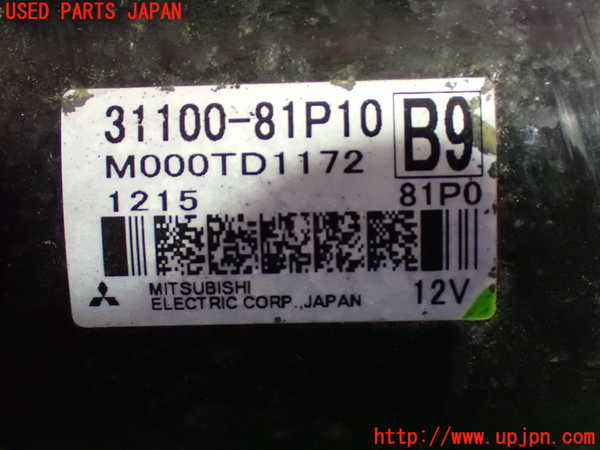 USED PARTS JAPAN
31100-81P10
B9
M000TD1172
1215
81P0
MITSUBISHI
ELECTRIC CORP.,JAPAN
12V
http://www.upjpn.com/